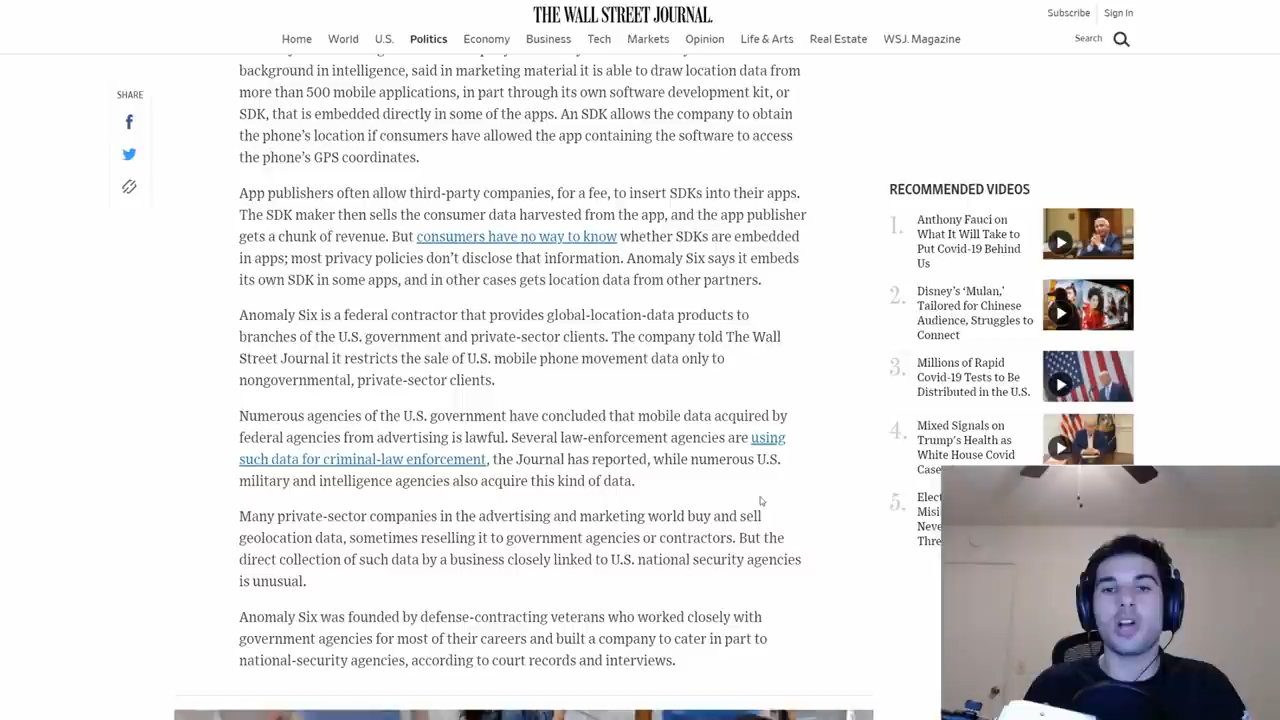 THE WALL STREET JOURNAL.
Subscribe
Sign In
Home World U.S. Politics Economy Business Tech Markets Opinion Life & Arts Real Estate WSJ. Magazine
Search
background in intelligence, said in marketing material it is able to draw location data from
more than 500 mobile applications, in part through its own software development kit, or
SDK, that is embedded directly in some of the apps. An SDK allows the company to obtain
the phone's location if consumers have allowed the app containing the software to access
the phone's GPS coordinates.
SHARE
App publishers often allow third-party companies, for a fee, to insert SDKs into their apps.
The SDK maker then sells the consumer data harvested from the app, and the app publisher
gets a chunk of revenue. But consumers have no way to know whether SDKs are embedded
in apps; most privacy policies don't disclose that information. Anomaly Six says it embeds
its own SDK in some apps, and in other cases gets location data from other partners.
Anomaly Six is a federal contractor that provides global-location-data products to
branches of the U.S. government and private-sector clients. The company told The Wall
Street Journal it restricts the sale of U.S. mobile phone movement data only to
nongovernmental, private-sector clients.
Numerous agencies of the U.S. government have concluded that mobile data acquired by
federal agencies from advertising is lawful. Several law-enforcement agencies are using
such data for criminal-law enforcement, the Journal has reported, while numerous U.S.
military and intelligence agencies also acquire this kind of data.
Many private-sector companies in the advertising and marketing world buy and sell
geolocation data, sometimes reselling it to government agencies or contractors. But the
direct collection of such data by a business closely linked to U.S. national security agencies
is unusual.
Anomaly Six was founded by defense-contracting veterans who worked closely with
government agencies for most of their careers and built a company to cater in part to
national-security agencies, according to court records and interviews.
RECOMMENDED VIDEOS
1. Anthony Fauci on
What It Will Take to
Put Covid-19 Behind
Us
2. Disney's 'Mulan,'
Tailored for Chinese
Audience, Struggles to
Connect
3. Millions of Rapid
Covid-19 Tests to Be
Distributed in the U.S.
4. Mixed Signals on
Trump's Health as
White House Covid
5.